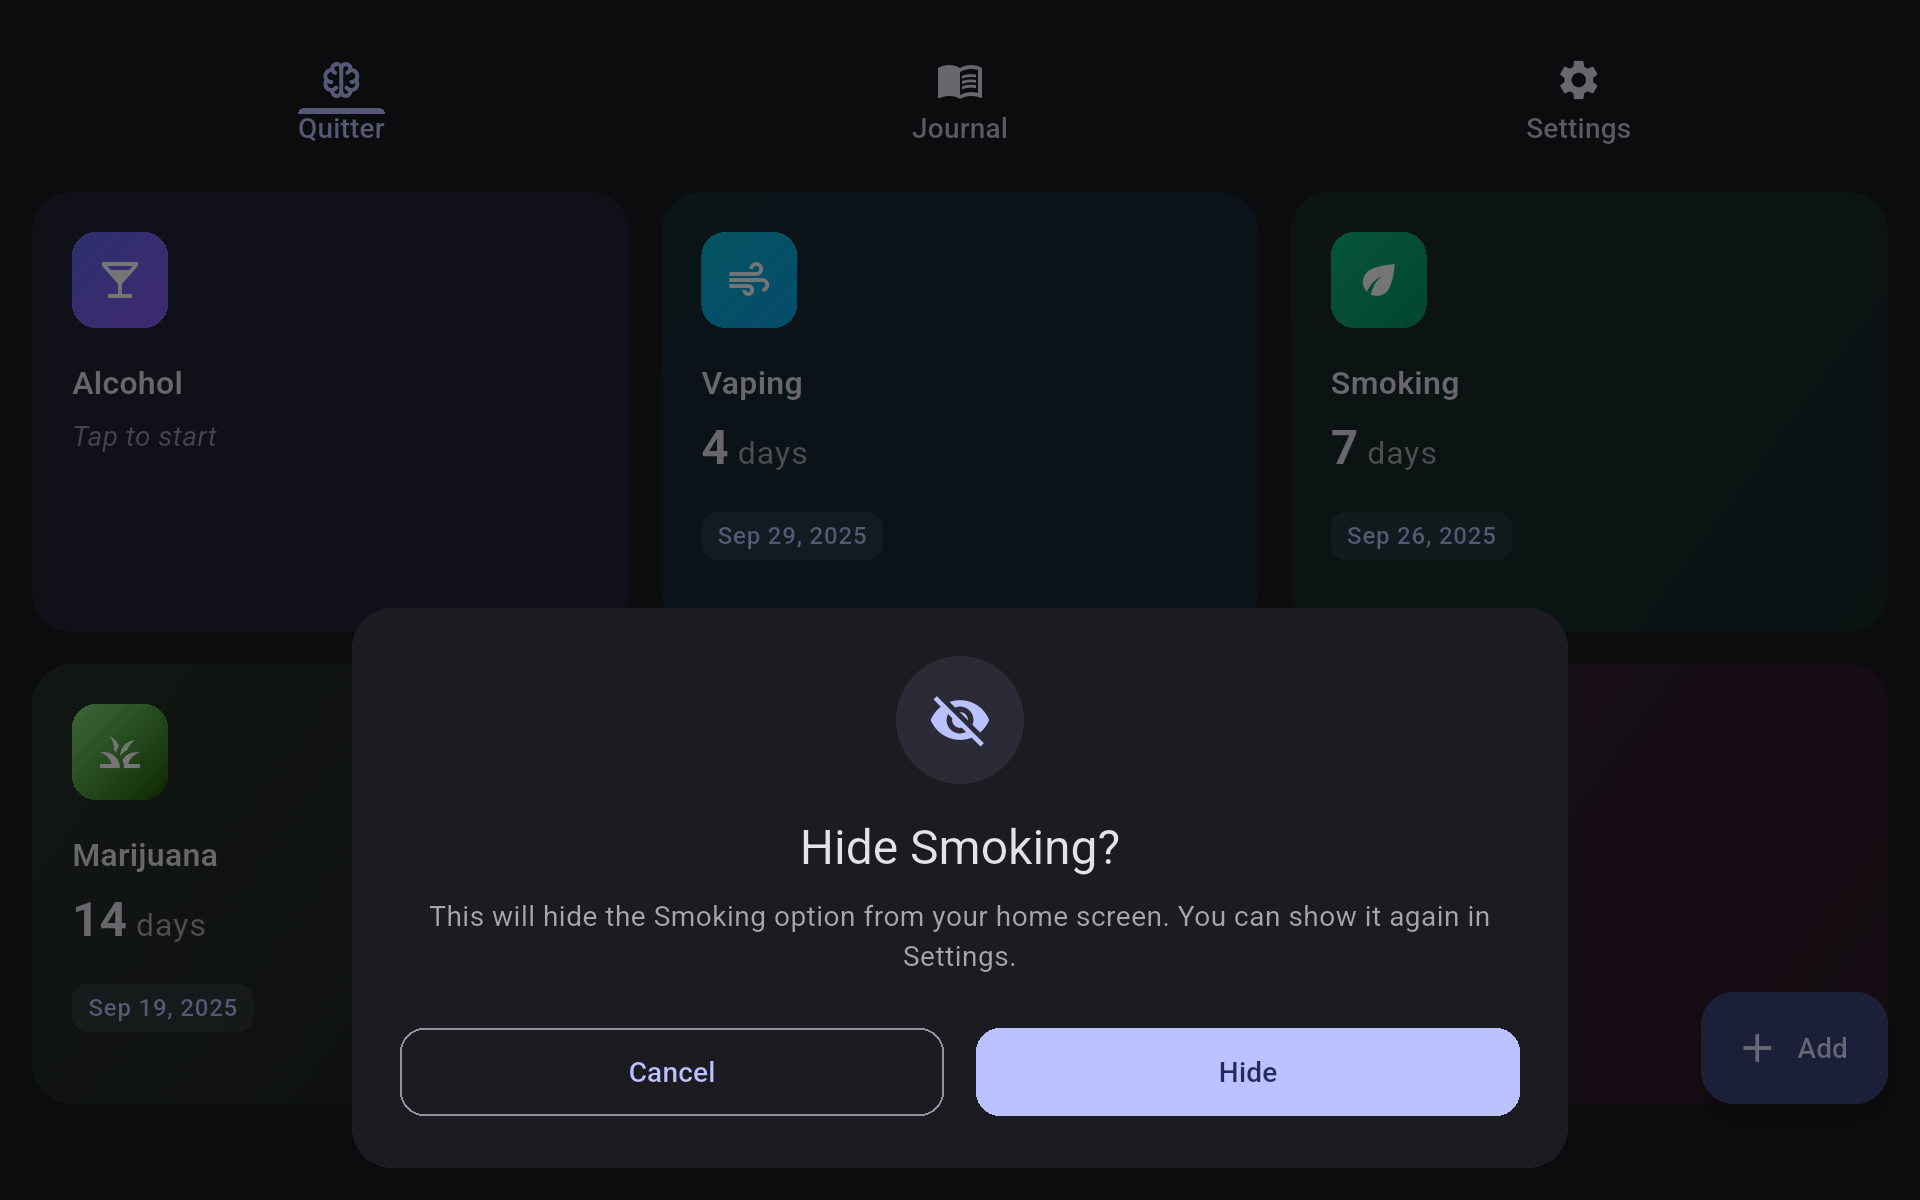 Quitter
Journal
Settings
Alcohol
Tap to start
Vaping
4 days
Sep 29, 2025
Smoking
7 days
Sep 26, 2025
Marijuana
14 days
Sep 19, 2025
Hide Smoking?
This will hide the Smoking option from your home screen. You can show it again in
Settings.
Cancel
Hide
Add